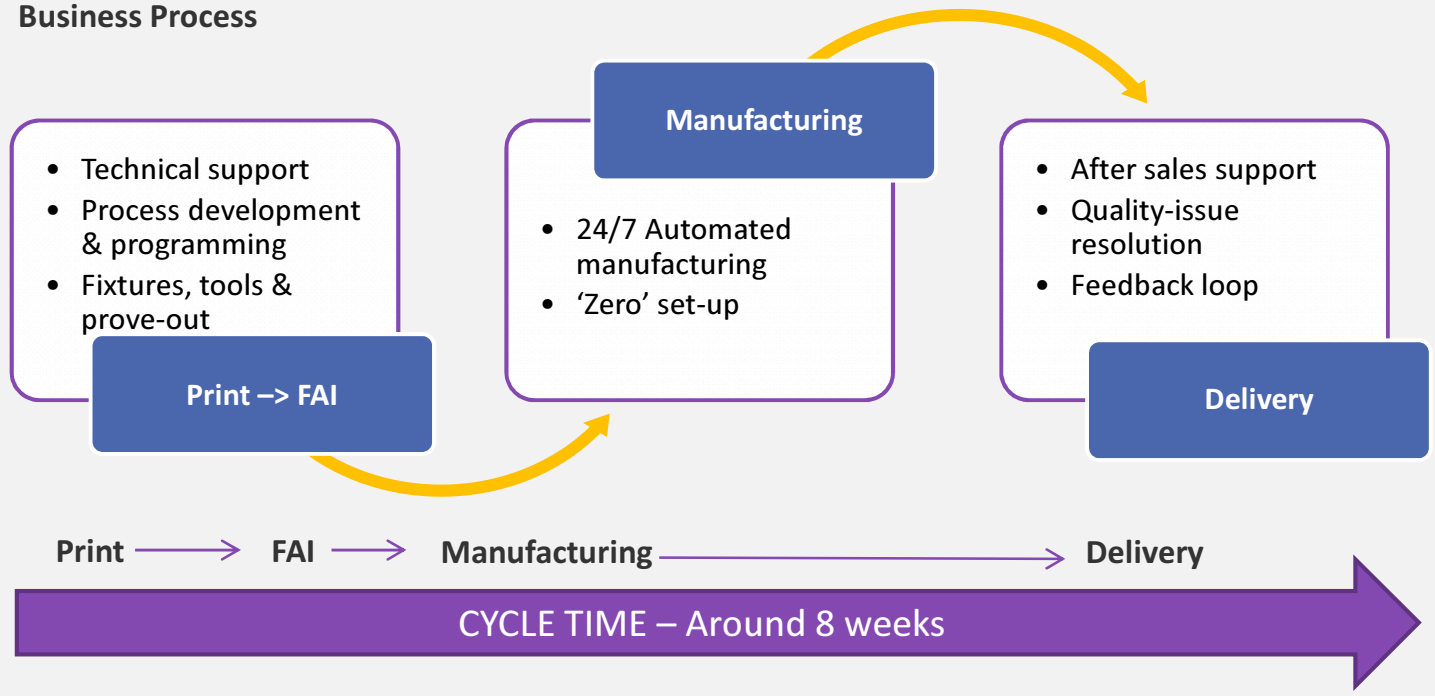 Business Process
• Technical support
• Process development
& programming
• Fixtures, tools &
prove-out
Print –> FAI
Manufacturing
• 24/7 Automated
manufacturing
• ‘Zero’ set-up
• After sales support
• Quality-issue
resolution
• Feedback loop
Delivery
Print
FAI
Manufacturing
Delivery
CYCLE TIME – Around 8 weeks